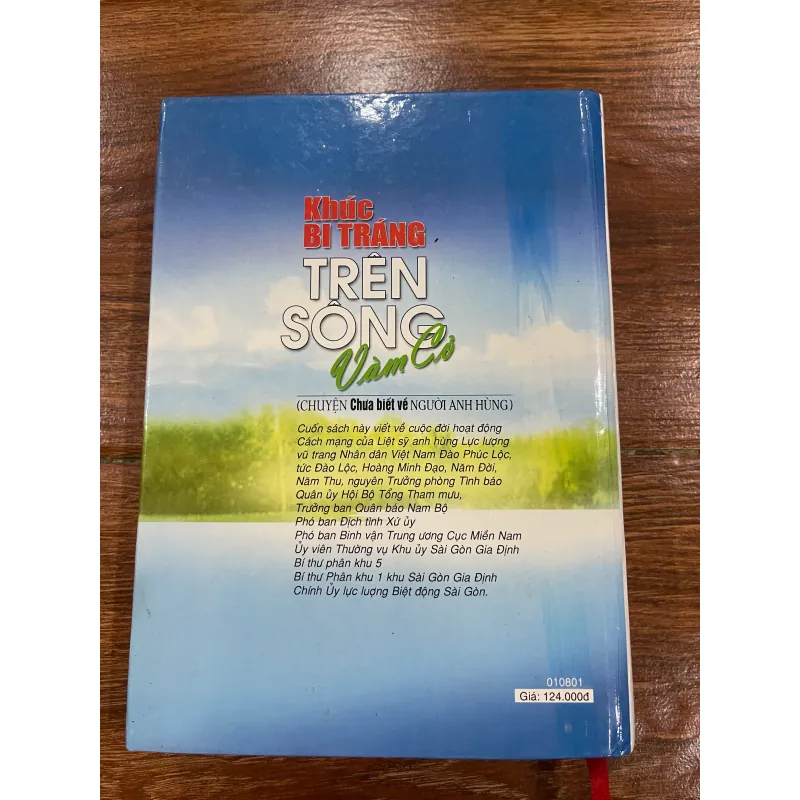 Khúc
BI TRÁNG
TRÊN
SÔNG
Vàm Cỏ
(CHUYỆN Chưa biết về NGƯỜI ANH HÙNG)
Cuốn sách này viết về cuộc đời hoạt động
Cách mạng của Liệt sỹ anh hùng Lực lượng
vũ trang Nhân dân Việt Nam Đào Phúc Lộc,
tức Đào Lộc, Hoàng Minh Đạo, Năm Đời,
Năm Thu, nguyên Trưởng phòng Tình báo
Quân ủy Hội Bộ Tổng Tham mưu,
Trưởng ban Quân báo Nam Bộ
Phó ban Địch tình Xứ ủy
Phó ban Binh vận Trung ương Cục Miền Nam
Ủy viên Thường vụ Khu ủy Sài Gòn Gia Định
Bí thư phân khu 5
Bí thư Phân khu 1 khu Sài Gòn Gia Định
Chính Ủy lực lượng Biệt động Sài Gòn.
010801
Giá: 124.000đ